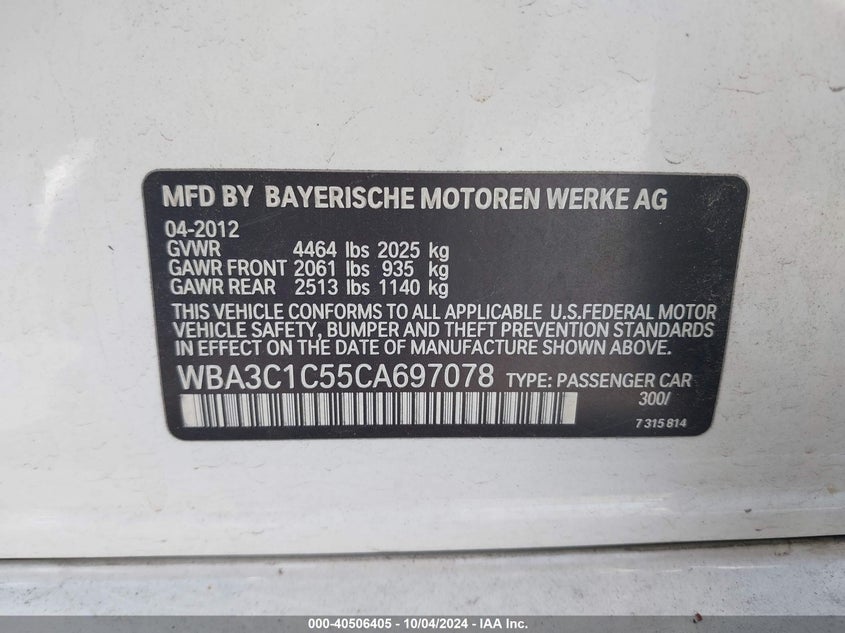 MFD BY BAYERISCHE MOTOREN WERKE AG
04-2012
GVWR 4464 lbs 2025 kg
GAWR FRONT 2061 lbs 935 kg
GAWR REAR 2513 lbs 1140 kg
THIS VEHICLE CONFORMS TO ALL APPLICABLE U.S.FEDERAL MOTOR
VEHICLE SAFETY, BUMPER AND THEFT PREVENTION STANDARDS
IN EFFECT ON THE DATE OF MANUFACTURE SHOWN ABOVE.
WBA3C1C55CA697078 TYPE: PASSENGER CAR
300/
7 315 814
000-40506405 - 10/04/2024 - IAA Inc.